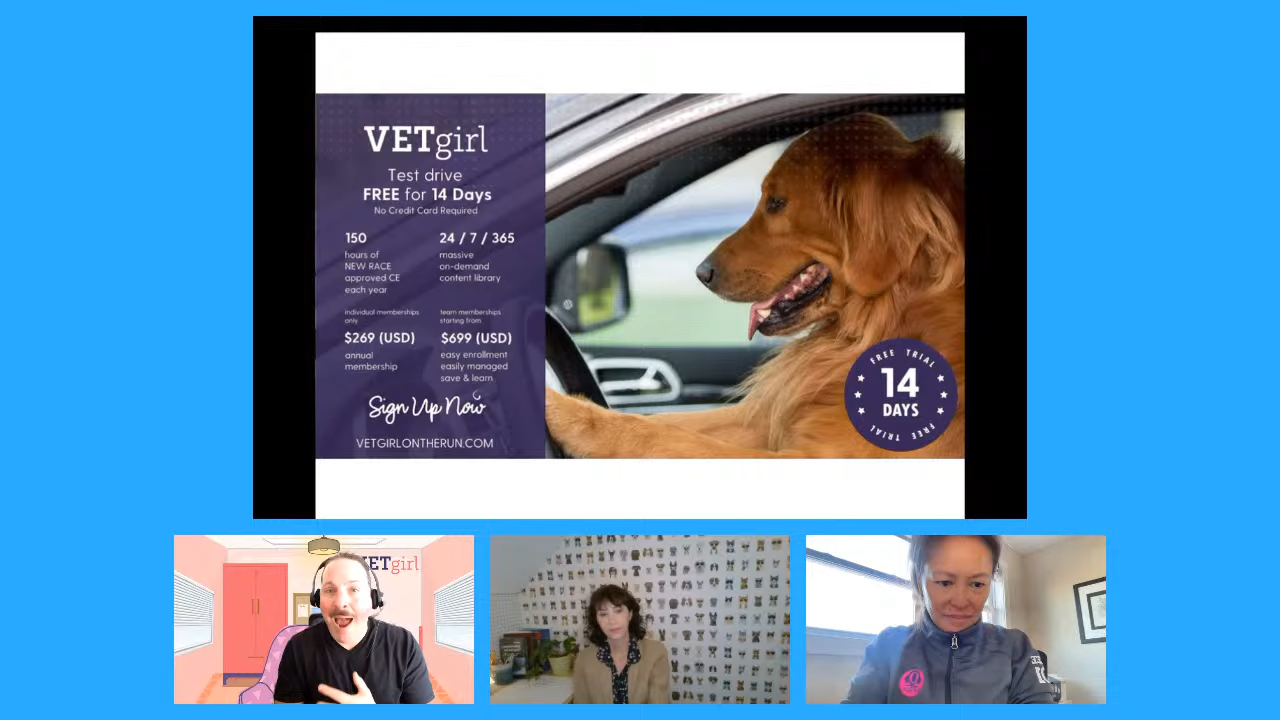 VETgirl
Test drive
FREE for 14 Days
No Credit Card Required
150
hours of
NEW RACE
approved CE
each year
24 / 7 / 365
massive
on-demand
content library
individual memberships
only
$269 (USD)
annual
membership
team memberships
starting from
$699 (USD)
easy enrollment
easily managed
save & learn
Sign Up Now
VETGIRLONTHERUN.COM
FREE TRIAL
14
DAYS
FREE TRIAL
ETgirl